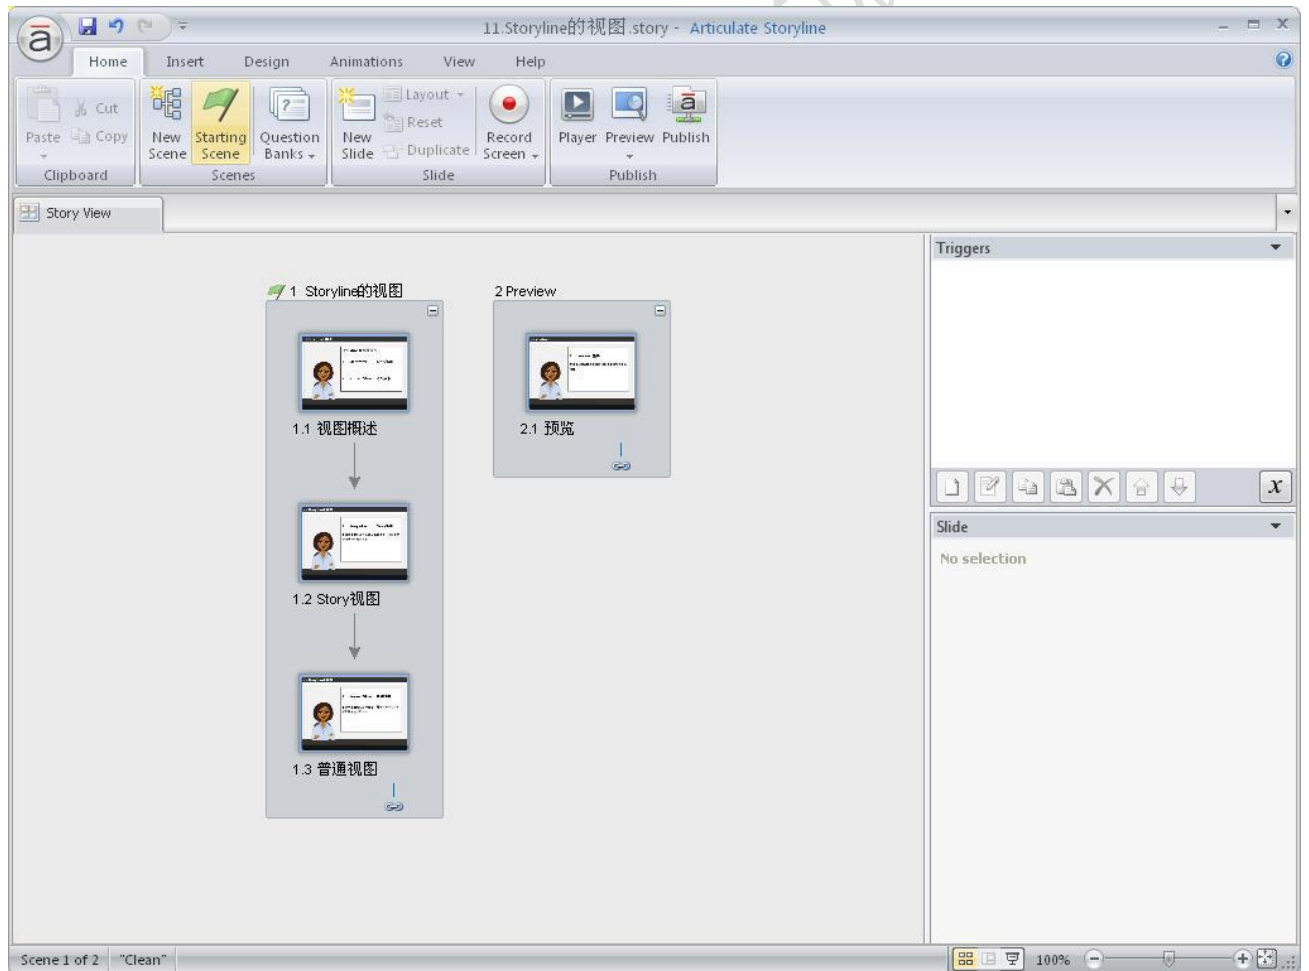 11.Storyline的视图.story - Articulate Storyline
Home Insert Design Animations View Help
Paste Cut Copy
New Scene Starting Scene Question Banks
New Slide Layout Reset Duplicate Record Screen
Player Preview Publish
Clipboard Scenes Slide Publish
Story View
Triggers
1 Storyline的视图
2 Preview
1.1 视图概述
2.1 预览
1.2 Story视图
1.3 普通视图
Slide
No selection
Scene 1 of 2 "Clean" 100%